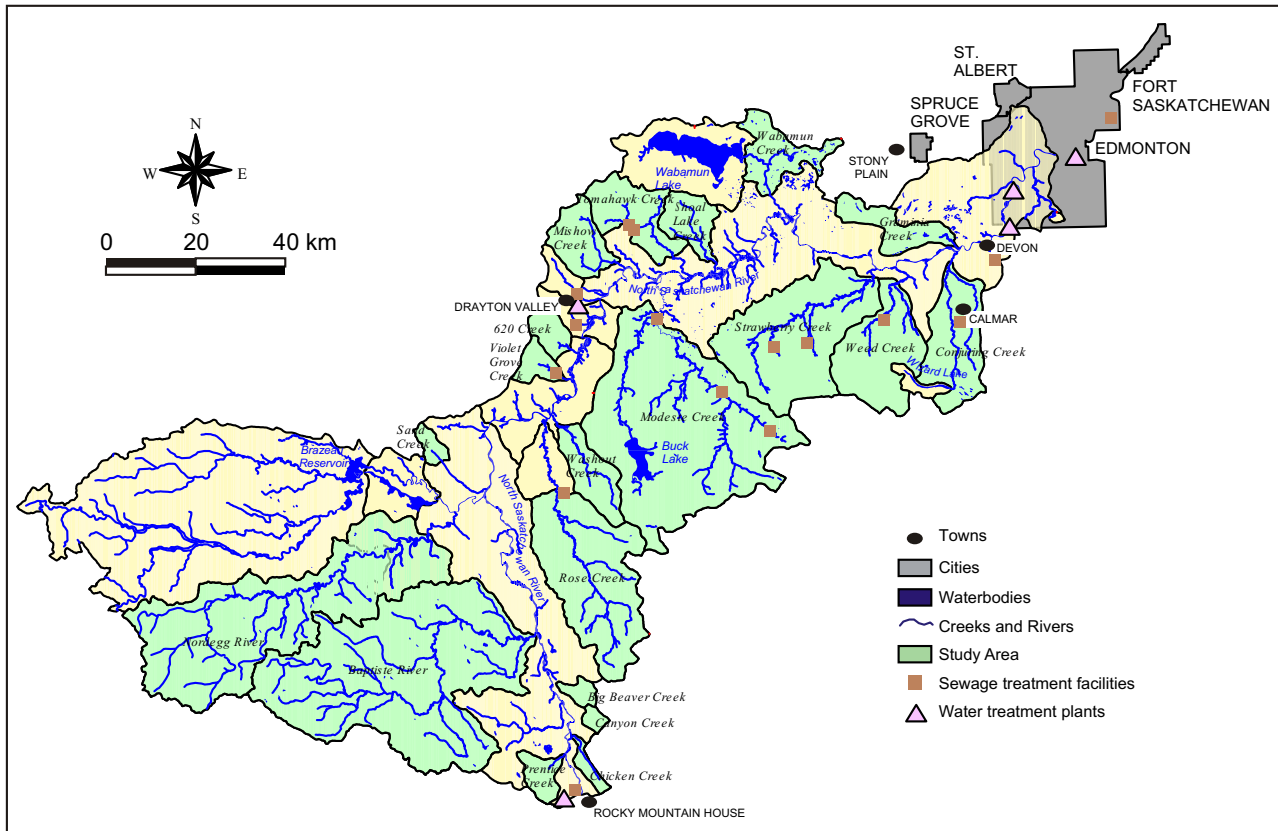 ST.
ALBERT
FORT
SASKATCHEWAN
SPRUCE
GROVE
EDMONTON
STONY
PLAIN
N
W
E
S
0 20 40 km
Wabamun
Creek
Wabamun
Lake
Tomahawk Creek
Shoal
Lake
Creek
Mishow
Creek
Graminia
Creek
DEVON
North Saskatchewan River
DRAYTON VALLEY
CALMAR
620 Creek
Strawberry Creek
Weed Creek
Conjuring Creek
Violet
Grove
Creek
Wizard Lake
Modeste Creek
Sand
Creek
Buck
Lake
Brazeau
Reservoir
Washout
Creek
North Saskatchewan River
Rose Creek
Nordegg River
Baptiste River
Big Beaver Creek
Canyon Creek
Prentice
Creek
Chicken Creek
ROCKY MOUNTAIN HOUSE
Towns
Cities
Waterbodies
Creeks and Rivers
Study Area
Sewage treatment facilities
Water treatment plants